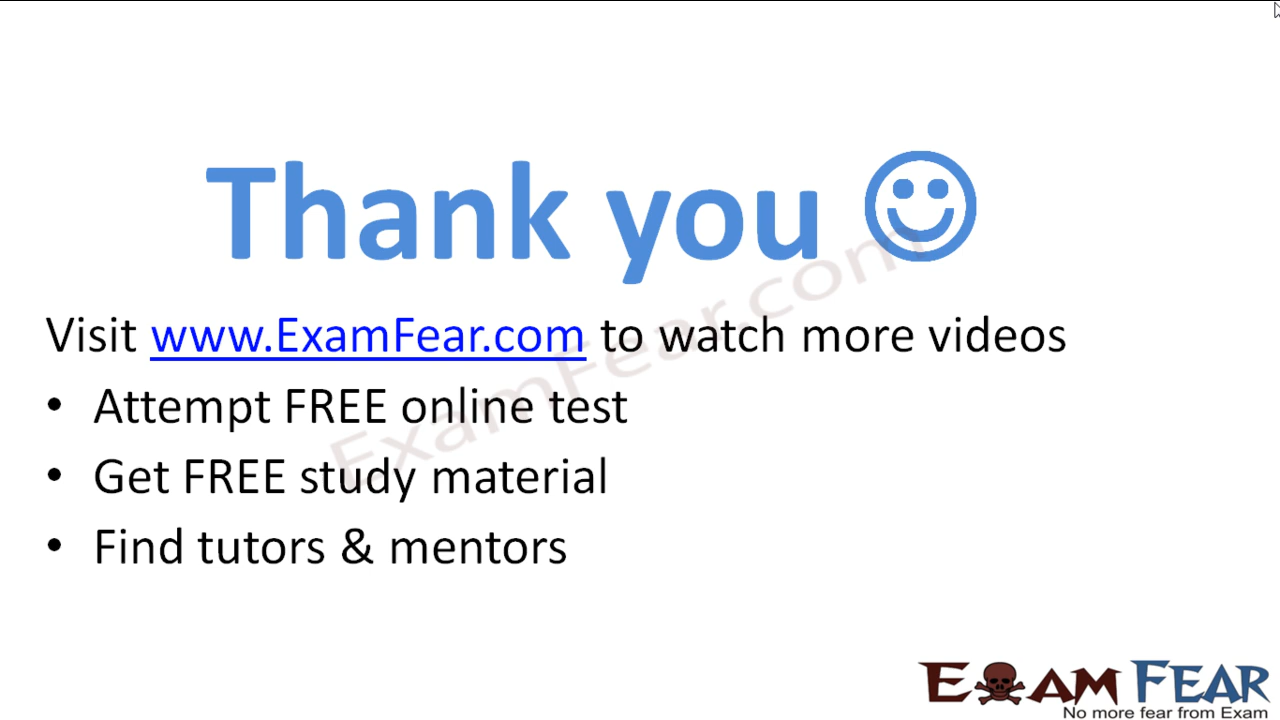 Thank you
Visit www.ExamFear.com to watch more videos
• Attempt FREE online test
• Get FREE study material
• Find tutors & mentors
ExamFear.com
EXAM FEAR
No more fear from Exam